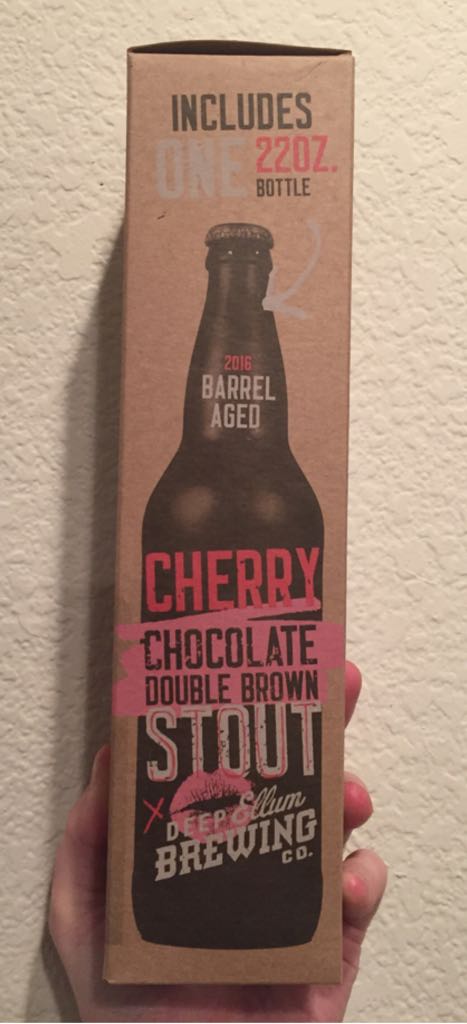 INCLUDES
ONE 22OZ.
BOTTLE
2016
BARREL
AGED
CHERRY
CHOCOLATE
DOUBLE BROWN
STOUT
X DEEP Ellum
BREWING
CO.